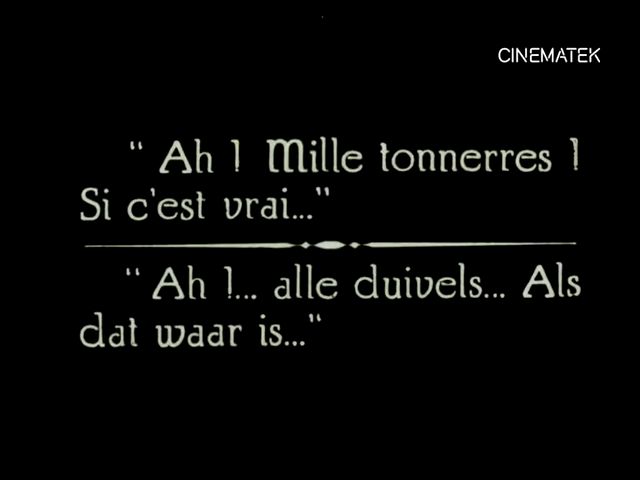 CINEMATEK
" Ah ! Mille tonnerres !
Si c'est vrai..."
" Ah !... alle duivels... Als
dat waar is..."